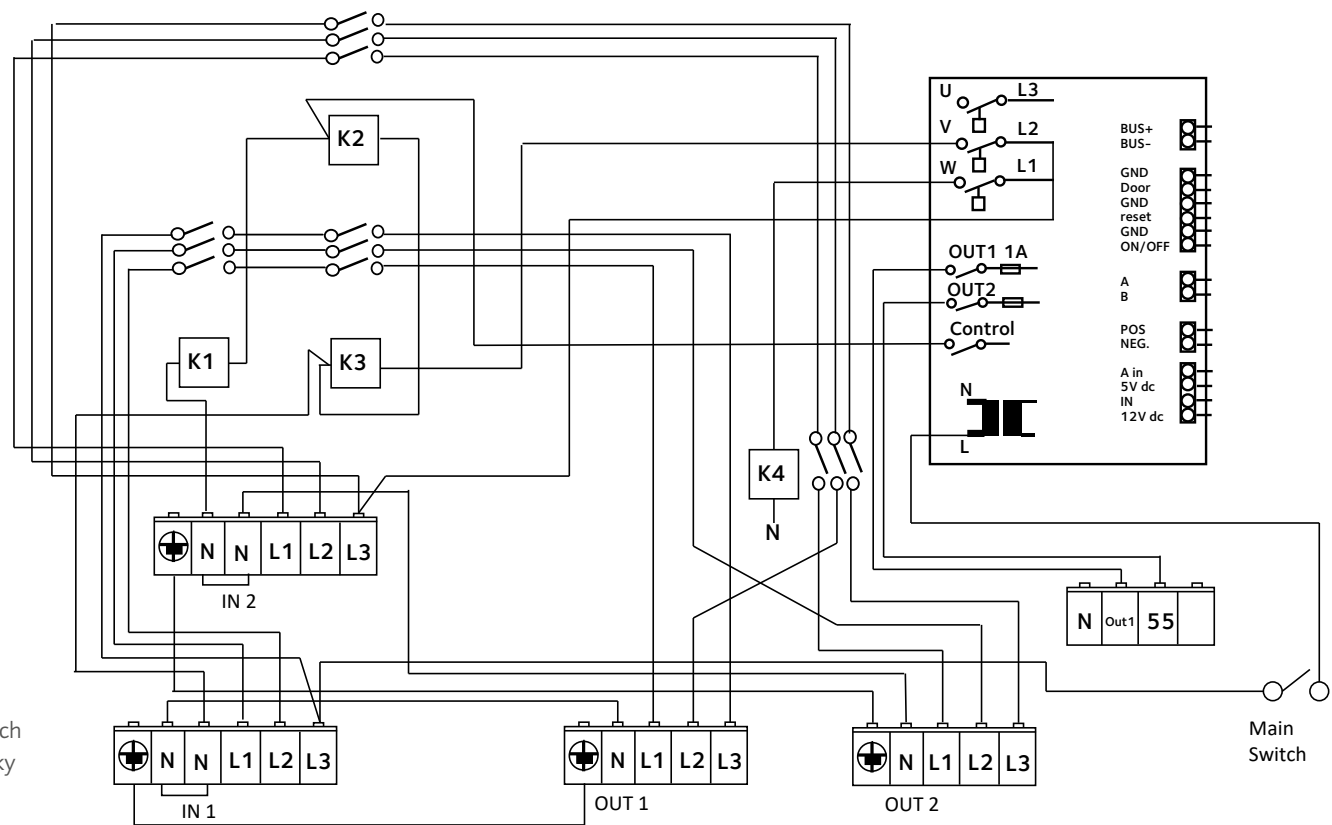 U
L3
V
L2
W
L1
K2
BUS+
BUS-
GND
Door
GND
reset
GND
ON/OFF
OUT1 1A
OUT2
Control
A
B
POS
NEG.
K1
K3
N
L
A in
5V dc
IN
12V dc
K4
N
N N L1 L2 L3
IN 2
N Out1 55
Main
Switch
ch
ky
N N L1 L2 L3
IN 1
N L1 L2 L3
OUT 1
N L1 L2 L3
OUT 2